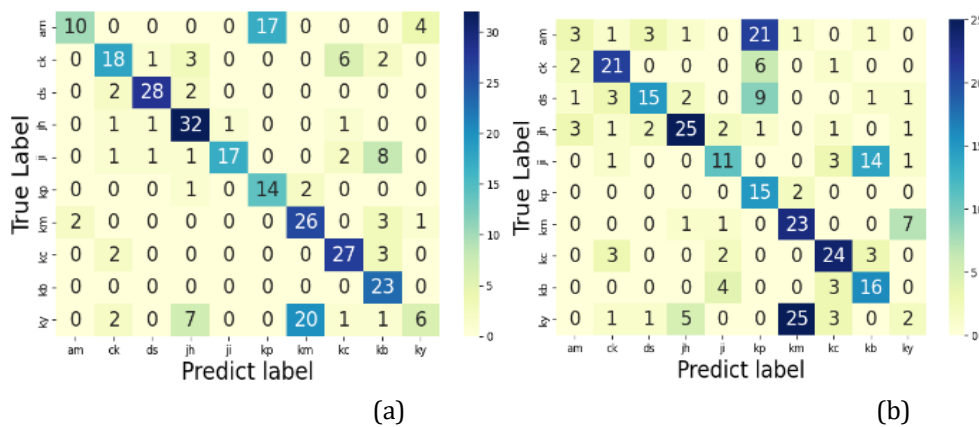 True Label
am 10 0 0 0 0 17 0 0 0 4
ck 0 18 1 3 0 0 0 6 2 0
ds 0 2 28 2 0 0 0 0 0 0
jh 0 1 1 32 1 0 0 1 0 0
ji 0 1 1 1 17 0 0 2 8 0
kp 0 0 0 1 0 14 2 0 0 0
km 2 0 0 0 0 0 26 0 3 1
kc 0 2 0 0 0 0 0 27 3 0
kb 0 0 0 0 0 0 0 0 23 0
ky 0 2 0 7 0 0 20 1 1 6
am ck ds jh ji kp km kc kb ky
Predict label
30
25
20
15
10
5
0
(a)
True Label
am 3 1 3 1 0 21 1 0 1 0
ck 2 21 0 0 0 6 0 1 0 0
ds 1 3 15 2 0 9 0 0 1 1
jh 3 1 2 25 2 1 0 1 0 1
ji 0 1 0 0 11 0 0 3 14 1
kp 0 0 0 0 0 15 2 0 0 0
km 0 0 0 1 1 0 23 0 0 7
kc 0 3 0 0 2 0 0 24 3 0
kb 0 0 0 0 4 0 0 3 16 0
ky 0 1 1 5 0 0 25 3 0 2
am ck ds jh ji kp km kc kb ky
Predict label
25
20
15
10
5
0
(b)